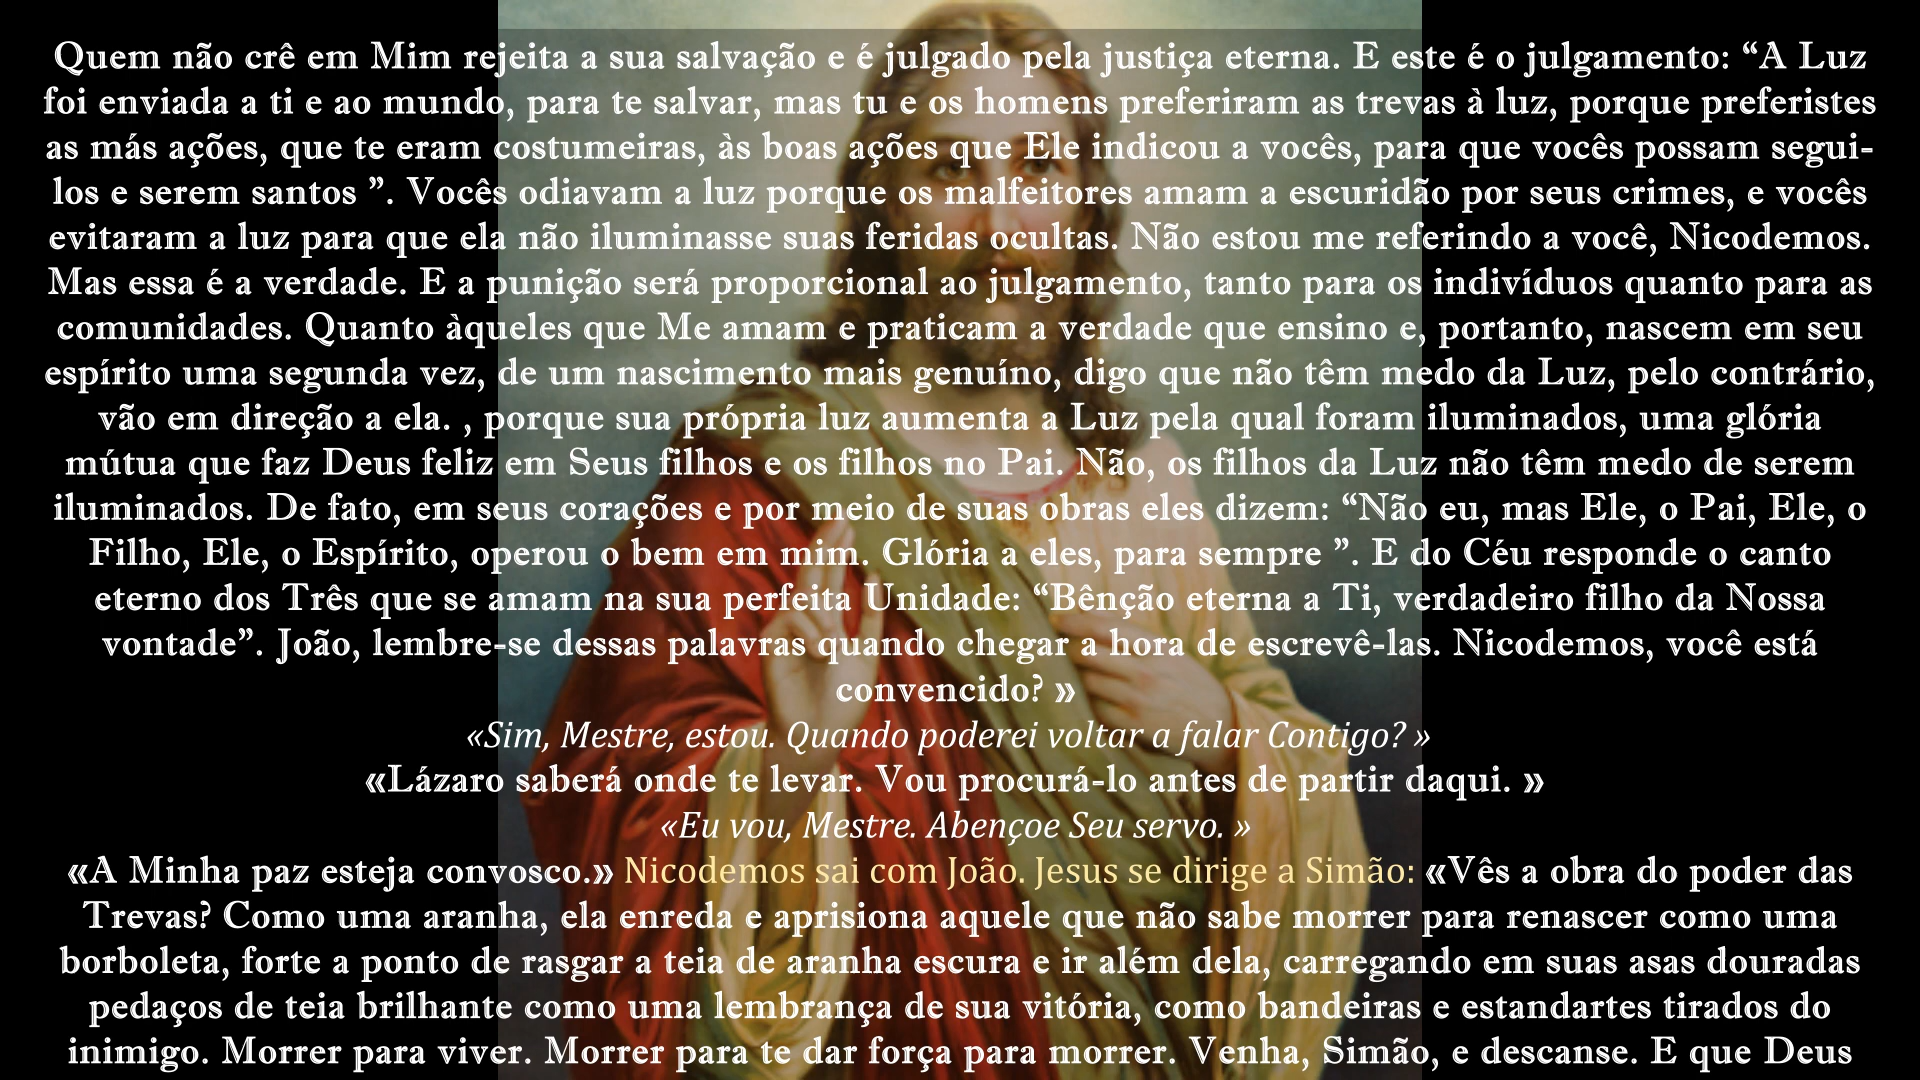 Quem não crê em Mim rejeita a sua salvação e é julgado pela justiça eterna. E este é o julgamento: “A Luz
foi enviada a ti e ao mundo, para te salvar, mas tu e os homens preferiram as trevas à luz, porque preferistes
as más ações, que te eram costumeiras, às boas ações que Ele indicou a vocês, para que vocês possam segui-
los e serem santos ”. Vocês odiavam a luz porque os malfeitores amam a escuridão por seus crimes, e vocês
evitaram a luz para que ela não iluminasse suas feridas ocultas. Não estou me referindo a você, Nicodemos.
Mas essa é a verdade. E a punição será proporcional ao julgamento, tanto para os indivíduos quanto para as
comunidades. Quanto àqueles que Me amam e praticam a verdade que ensino e, portanto, nascem em seu
espírito uma segunda vez, de um nascimento mais genuíno, digo que não têm medo da Luz, pelo contrário,
vão em direção a ela. , porque sua própria luz aumenta a Luz pela qual foram iluminados, uma glória
mútua que faz Deus feliz em Seus filhos e os filhos no Pai. Não, os filhos da Luz não têm medo de serem
iluminados. De fato, em seus corações e por meio de suas obras eles dizem: “Não eu, mas Ele, o Pai, Ele, o
Filho, Ele, o Espírito, operou o bem em mim. Glória a eles, para sempre ”. E do Céu responde o canto
eterno dos Três que se amam na sua perfeita Unidade: “Bênção eterna a Ti, verdadeiro filho da Nossa
vontade”. João, lembre-se dessas palavras quando chegar a hora de escrevê-las. Nicodemos, você está
convencido? »
«Sim, Mestre, estou. Quando poderei voltar a falar Contigo? »
«Lázaro saberá onde te levar. Vou procurá-lo antes de partir daqui. »
«Eu vou, Mestre. Abençoe Seu servo. »
«A Minha paz esteja convosco.» Nicodemos sai com João. Jesus se dirige a Simão: «Vês a obra do poder das
Trevas? Como uma aranha, ela enreda e aprisiona aquele que não sabe morrer para renascer como uma
borboleta, forte a ponto de rasgar a teia de aranha escura e ir além dela, carregando em suas asas douradas
pedaços de teia brilhante como uma lembrança de sua vitória, como bandeiras e estandartes tirados do
inimigo. Morrer para viver. Morrer para te dar força para morrer. Venha, Simão, e descanse. E que Deus